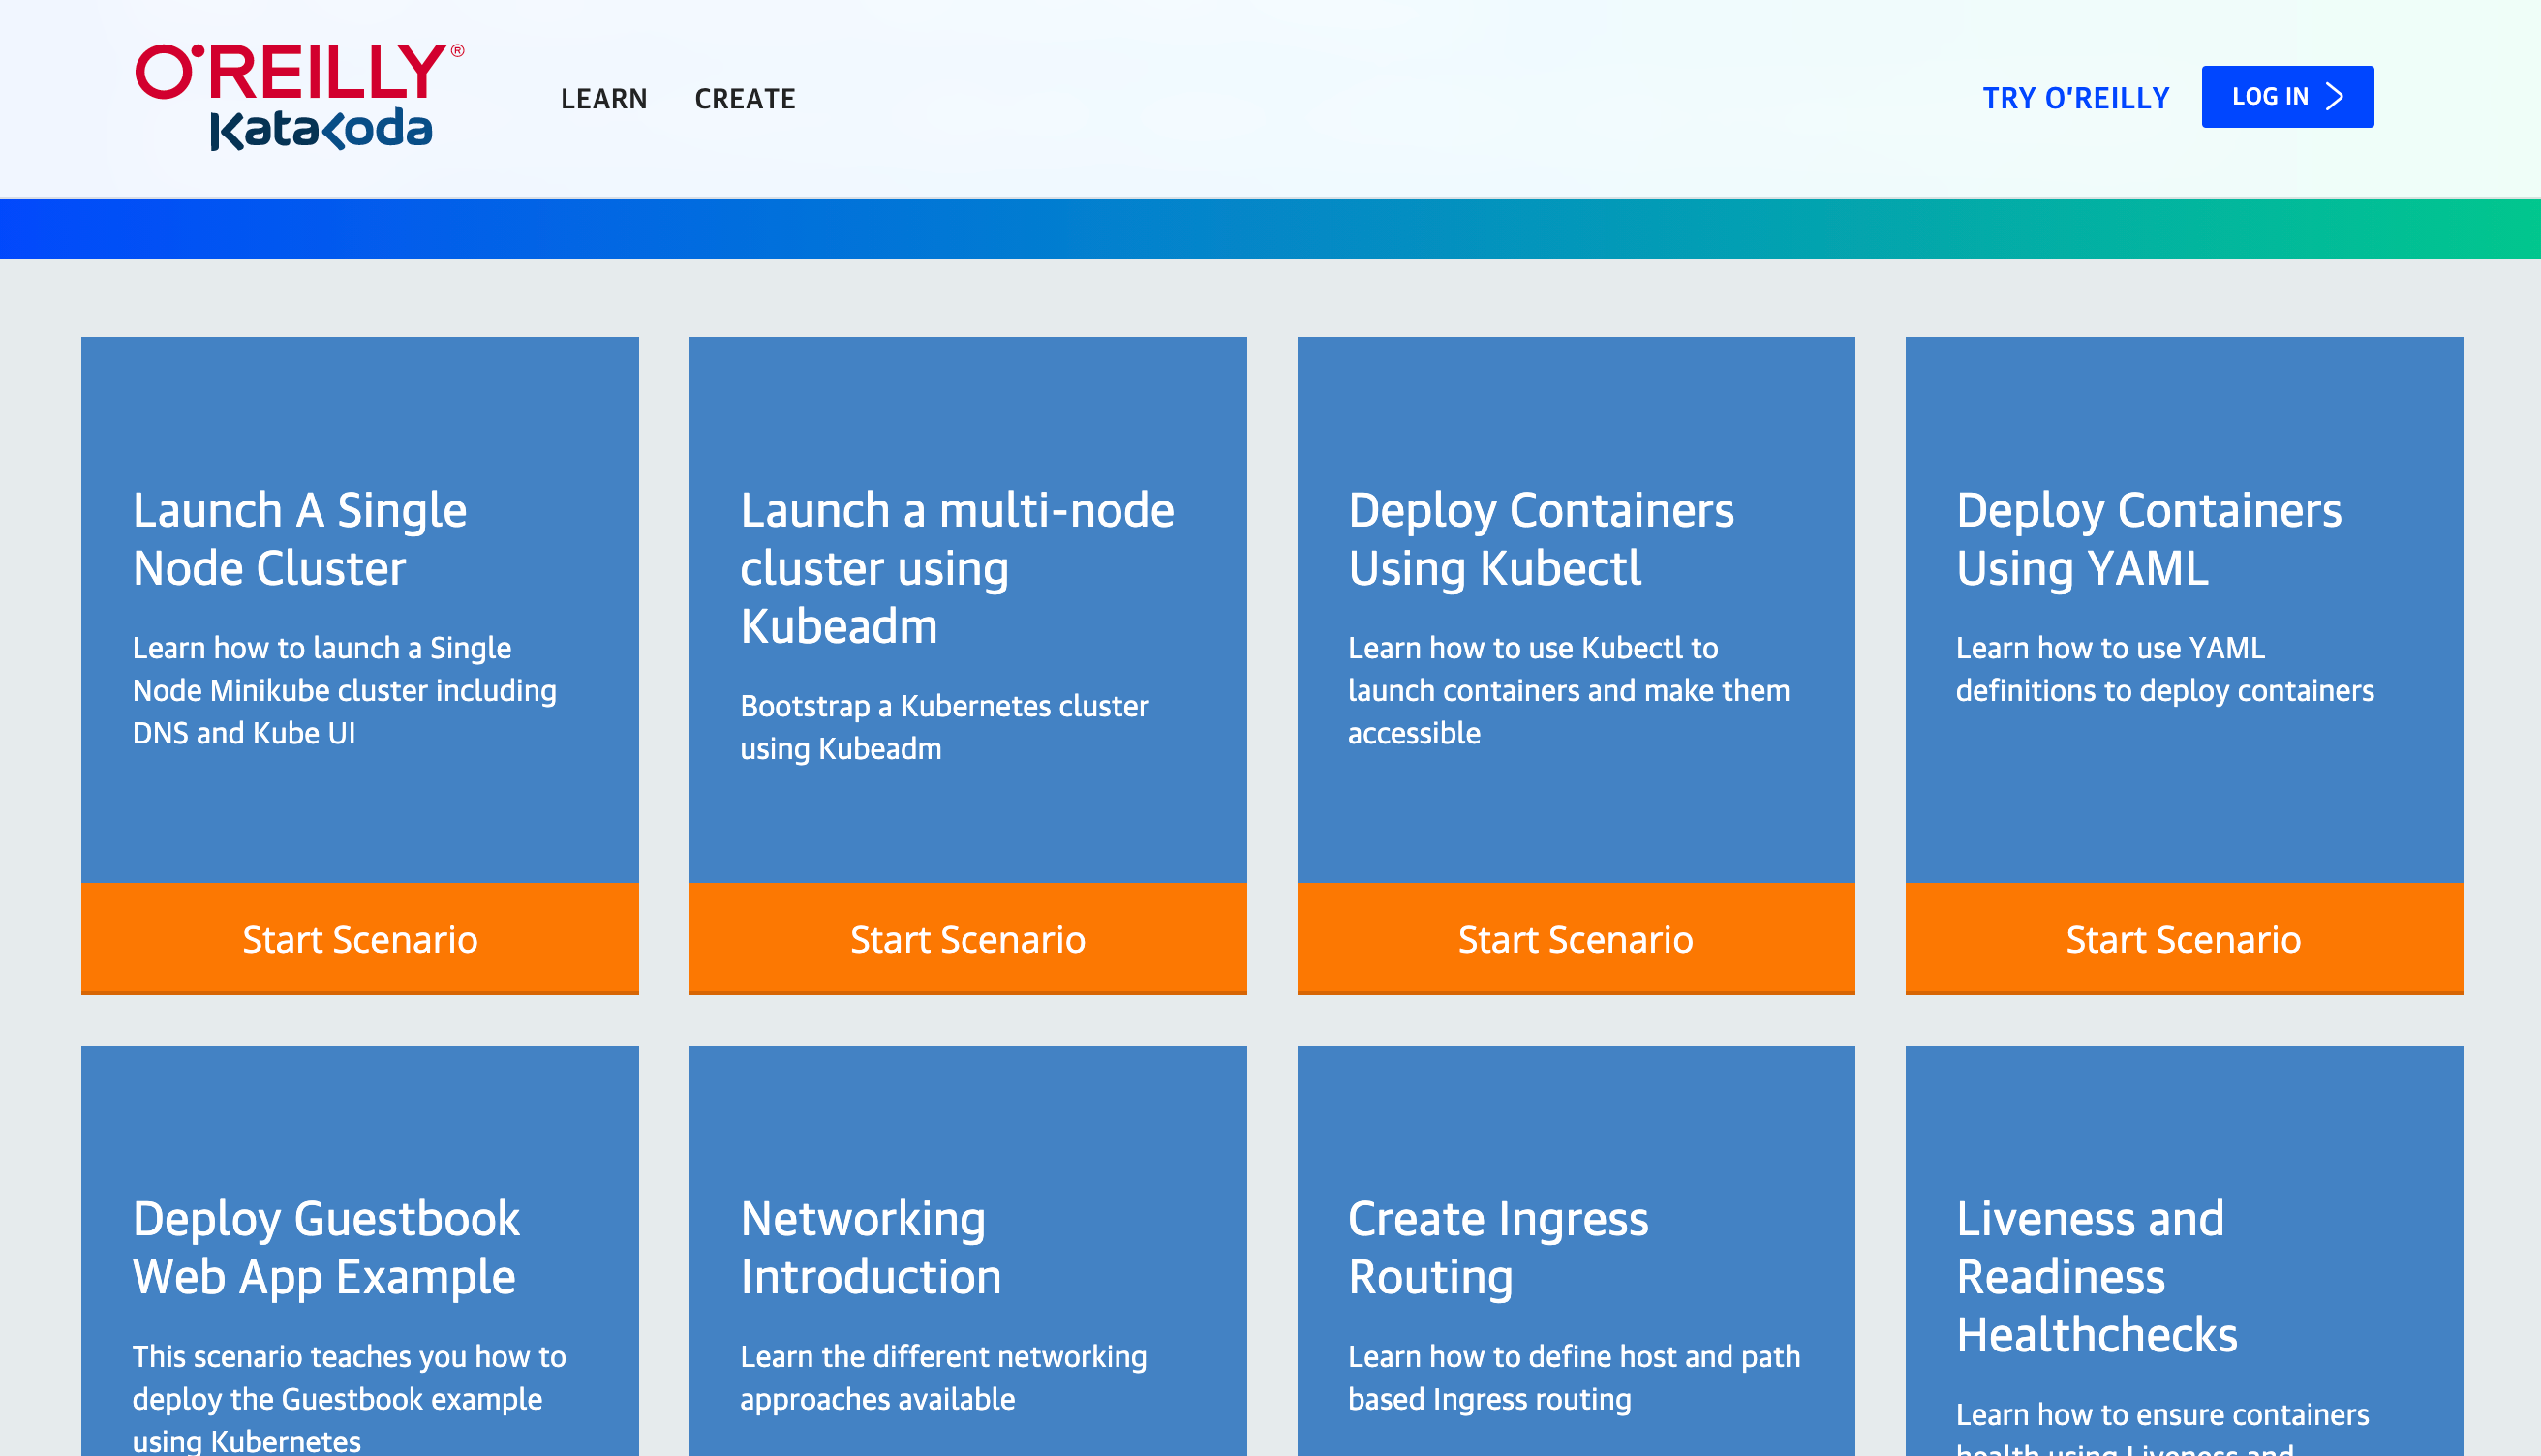 O'REILLY®
Katakoda
LEARN
CREATE
TRY O'REILLY
LOG IN
Launch A Single
Node Cluster
Learn how to launch a Single
Node Minikube cluster including
DNS and Kube UI
Start Scenario
Launch a multi-node
cluster using
Kubeadm
Bootstrap a Kubernetes cluster
using Kubeadm
Start Scenario
Deploy Containers
Using Kubectl
Learn how to use Kubectl to
launch containers and make them
accessible
Start Scenario
Deploy Containers
Using YAML
Learn how to use YAML
definitions to deploy containers
Start Scenario
Deploy Guestbook
Web App Example
This scenario teaches you how to
deploy the Guestbook example
using Kubernetes
Networking
Introduction
Learn the different networking
approaches available
Create Ingress
Routing
Learn how to define host and path
based Ingress routing
Liveness and
Readiness
Healthchecks
Learn how to ensure containers
health using Liveness and